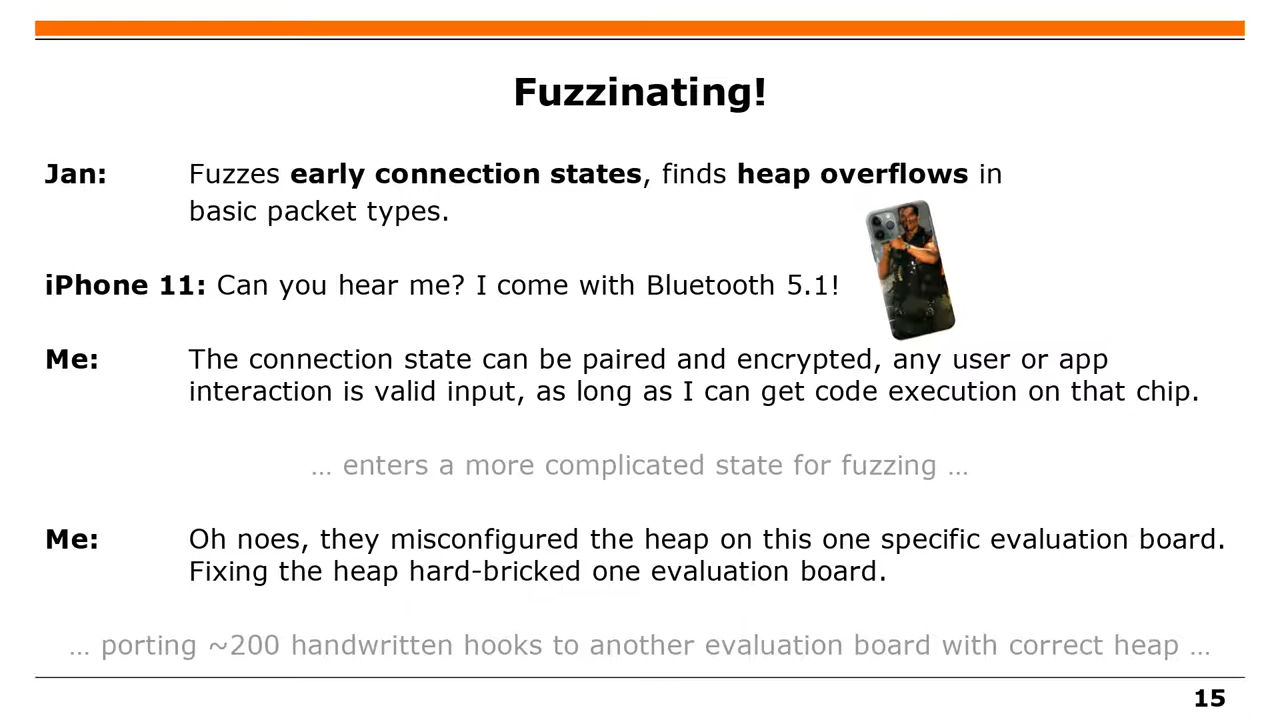 Fuzzinating!
Jan: Fuzzes early connection states, finds heap overflows in
basic packet types.
iPhone 11: Can you hear me? I come with Bluetooth 5.1!
Me: The connection state can be paired and encrypted, any user or app
interaction is valid input, as long as I can get code execution on that chip.
… enters a more complicated state for fuzzing …
Me: Oh noes, they misconfigured the heap on this one specific evaluation board.
Fixing the heap hard-bricked one evaluation board.
… porting ~200 handwritten hooks to another evaluation board with correct heap …
15